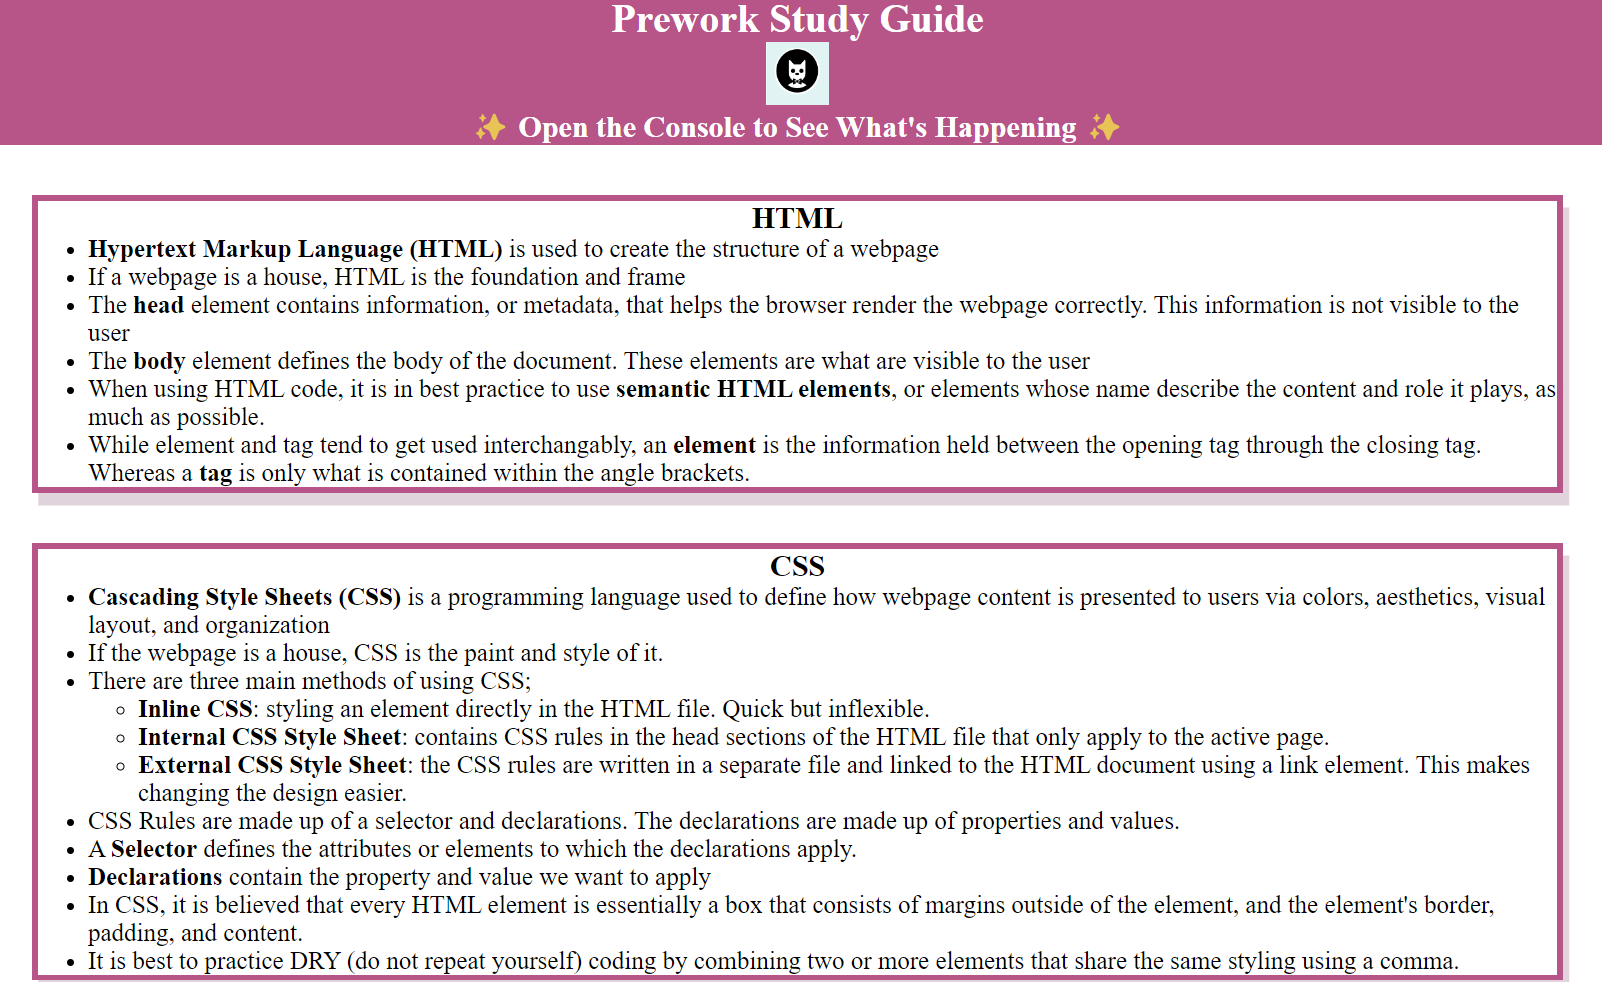 Prework Study Guide
✨ Open the Console to See What's Happening ✨
HTML
• Hypertext Markup Language (HTML) is used to create the structure of a webpage
• If a webpage is a house, HTML is the foundation and frame
• The head element contains information, or metadata, that helps the browser render the webpage correctly. This information is not visible to the
user
• The body element defines the body of the document. These elements are what are visible to the user
• When using HTML code, it is in best practice to use semantic HTML elements, or elements whose name describe the content and role it plays, as
much as possible.
• While element and tag tend to get used interchangably, an element is the information held between the opening tag through the closing tag.
Whereas a tag is only what is contained within the angle brackets.
CSS
• Cascading Style Sheets (CSS) is a programming language used to define how webpage content is presented to users via colors, aesthetics, visual
layout, and organization
• If the webpage is a house, CSS is the paint and style of it.
• There are three main methods of using CSS;
◦ Inline CSS: styling an element directly in the HTML file. Quick but inflexible.
◦ Internal CSS Style Sheet: contains CSS rules in the head sections of the HTML file that only apply to the active page.
◦ External CSS Style Sheet: the CSS rules are written in a separate file and linked to the HTML document using a link element. This makes
changing the design easier.
• CSS Rules are made up of a selector and declarations. The declarations are made up of properties and values.
• A Selector defines the attributes or elements to which the declarations apply.
• Declarations contain the property and value we want to apply
• In CSS, it is believed that every HTML element is essentially a box that consists of margins outside of the element, and the element's border,
padding, and content.
• It is best to practice DRY (do not repeat yourself) coding by combining two or more elements that share the same styling using a comma.